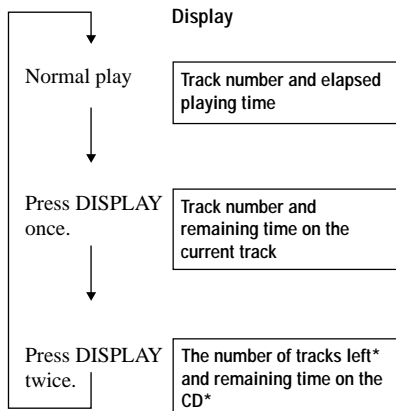 Display
Normal play
Track number and elapsed
playing time
Press DISPLAY
once.
Track number and
remaining time on the
current track
Press DISPLAY
twice.
The number of tracks left*
and remaining time on the
CD*